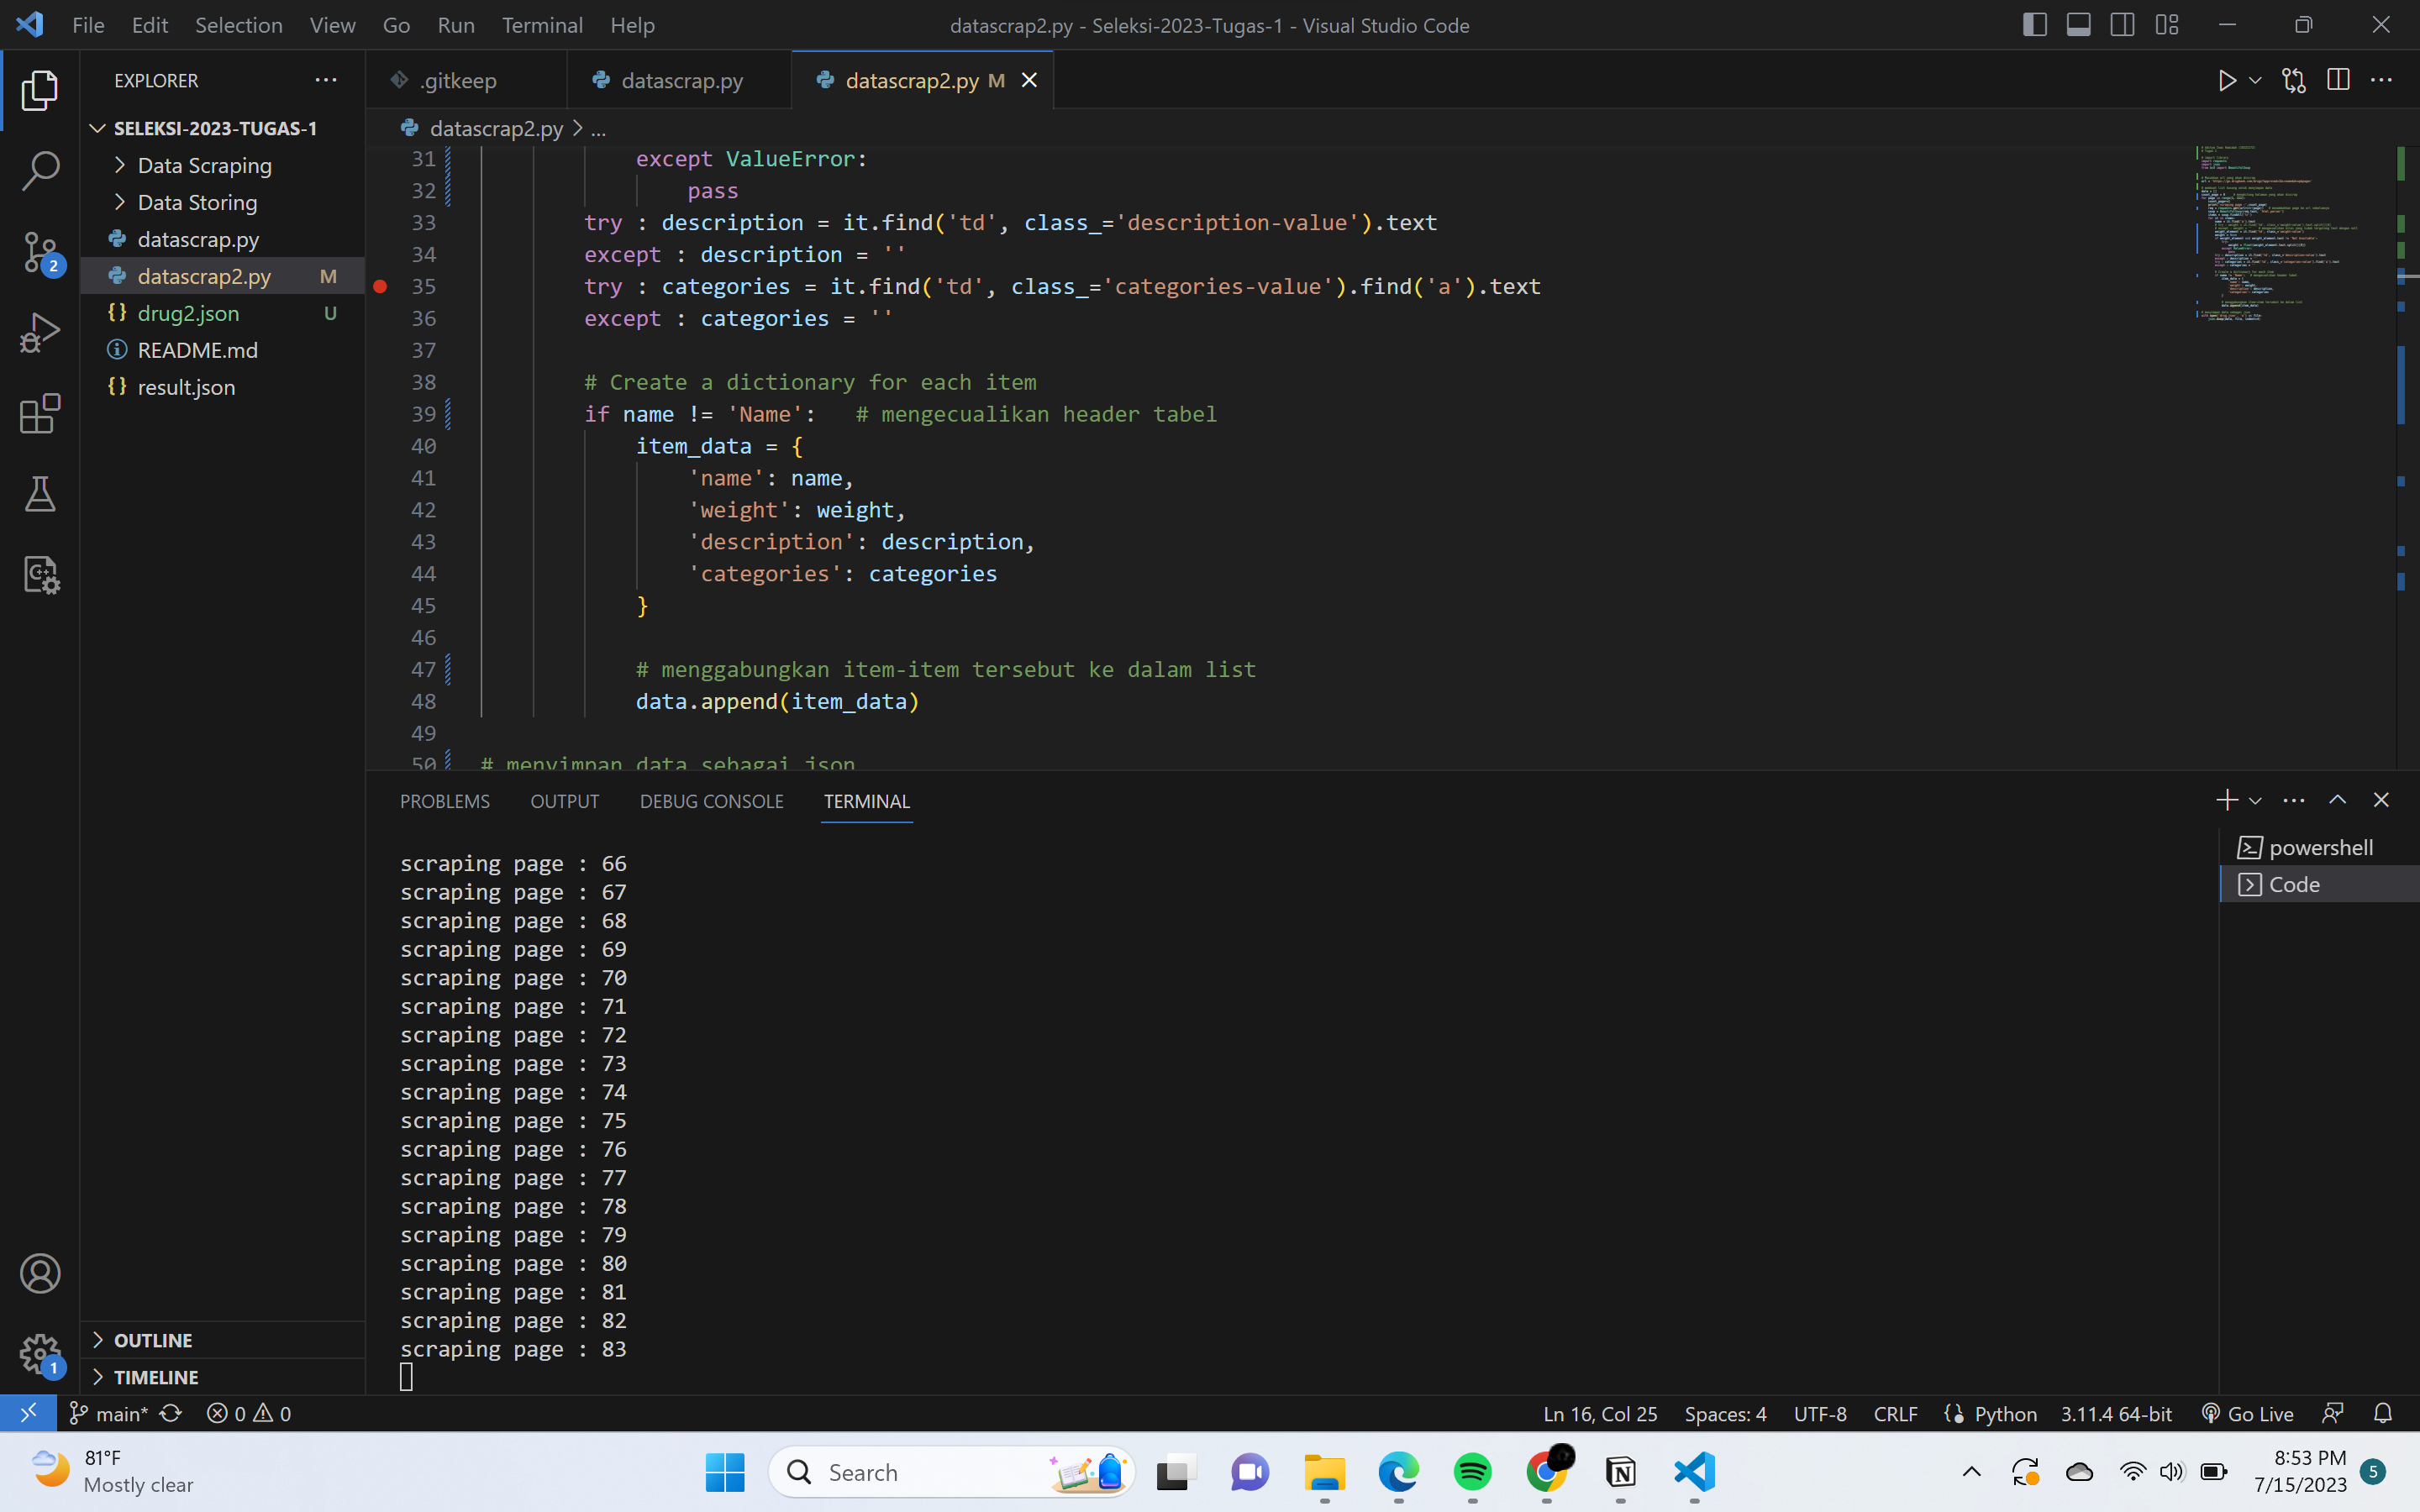 File Edit Selection View Go Run Terminal Help
datascrap2.py - Seleksi-2023-Tugas-1 - Visual Studio Code
EXPLORER
SELEKSI-2023-TUGAS-1
Data Scraping
Data Storing
datascrap.py
datascrap2.py M
drug2.json U
README.md
result.json
OUTLINE
TIMELINE
2
1
.gitkeep
datascrap.py
datascrap2.py M
datascrap2.py > ...
31 except ValueError:
32 pass
33 try : description = it.find('td', class_='description-value').text
34 except : description = ''
35 try : categories = it.find('td', class_='categories-value').find('a').text
36 except : categories = ''
37
38 # Create a dictionary for each item
39 if name != 'Name':   # mengecualikan header tabel
40 item_data = {
41 'name': name,
42 'weight': weight,
43 'description': description,
44 'categories': categories
45 }
46
47 # menggabungkan item-item tersebut ke dalam list
48 data.append(item_data)
49
50 # menyimpan data sebagai json
PROBLEMS OUTPUT DEBUG CONSOLE TERMINAL
scraping page : 66
scraping page : 67
scraping page : 68
scraping page : 69
scraping page : 70
scraping page : 71
scraping page : 72
scraping page : 73
scraping page : 74
scraping page : 75
scraping page : 76
scraping page : 77
scraping page : 78
scraping page : 79
scraping page : 80
scraping page : 81
scraping page : 82
scraping page : 83
powershell
Code
main* 0 0
Ln 16, Col 25 Spaces: 4 UTF-8 CRLF Python 3.11.4 64-bit Go Live
81°F
Mostly clear
Search
8:53 PM
7/15/2023
5